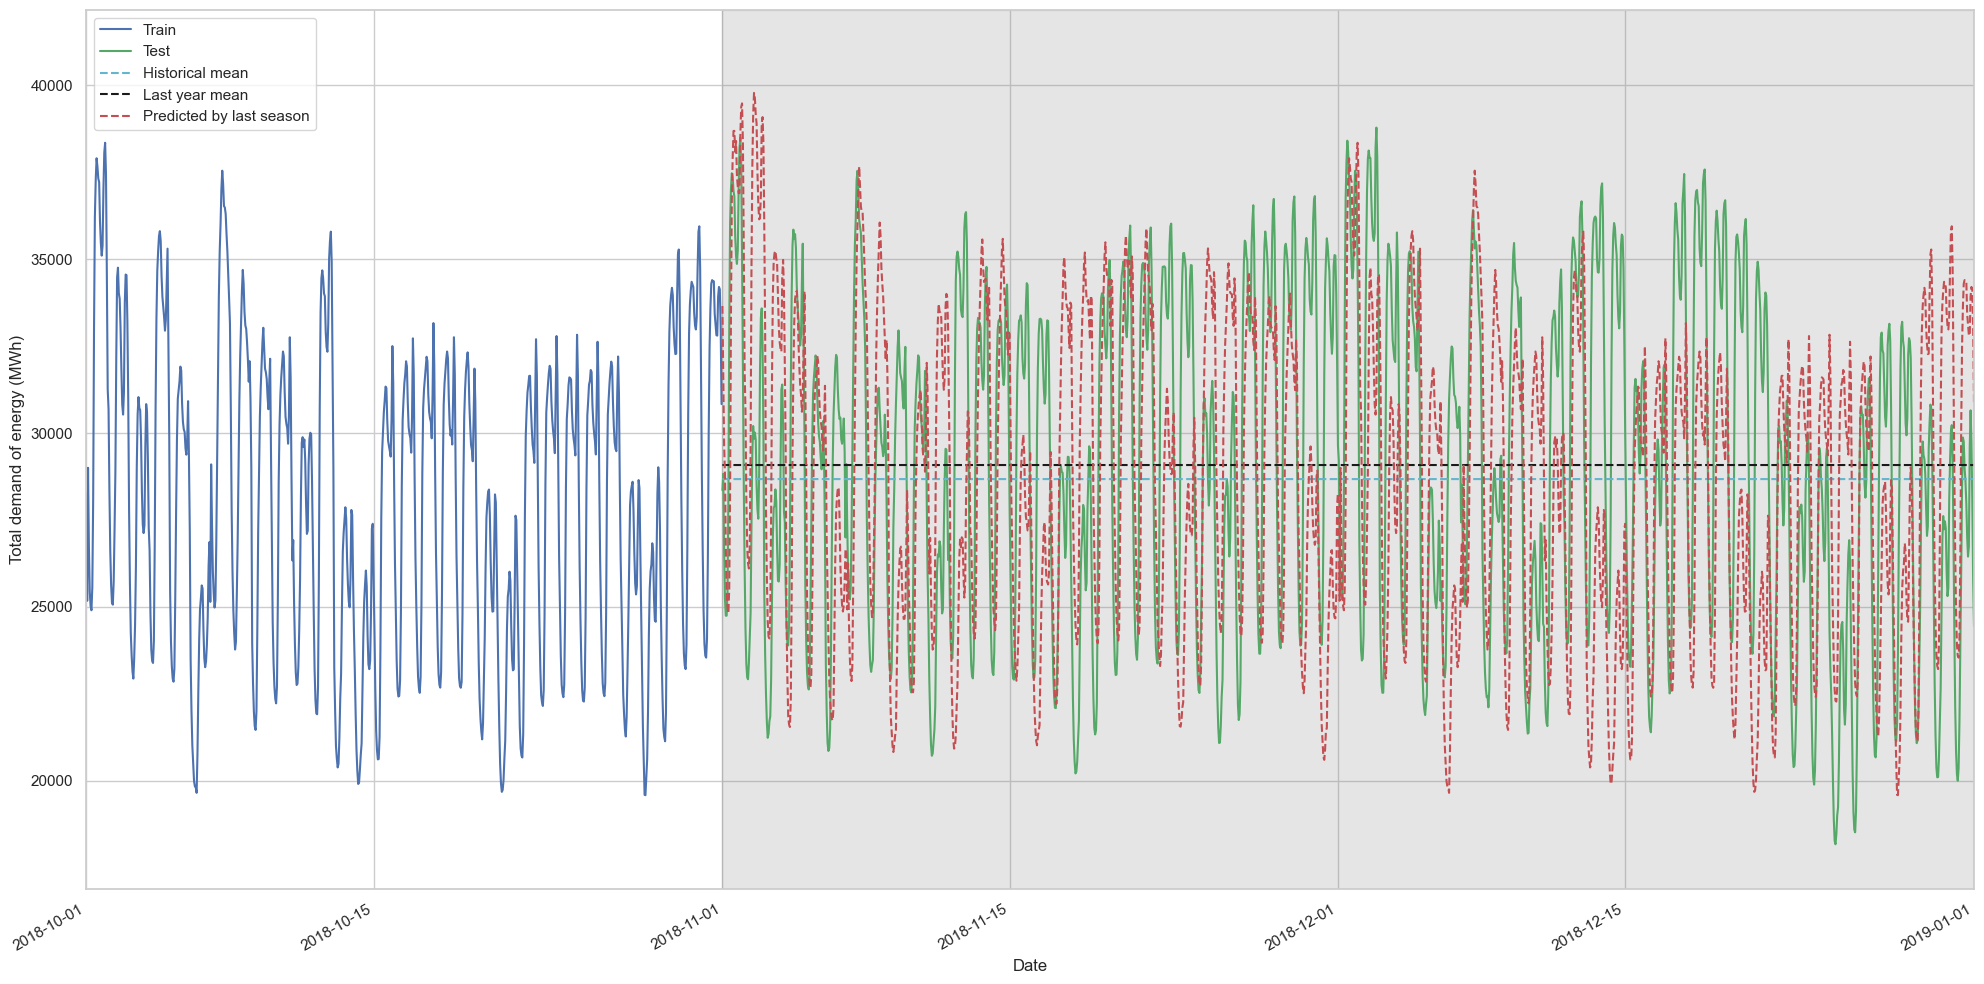 Train
Test
Historical mean
Last year mean
Predicted by last season
40000
35000
30000
25000
20000
Total demand of energy (MWh)
2018-10-01
2018-10-15
2018-11-01
2018-11-15
2018-12-01
2018-12-15
2019-01-01
Date